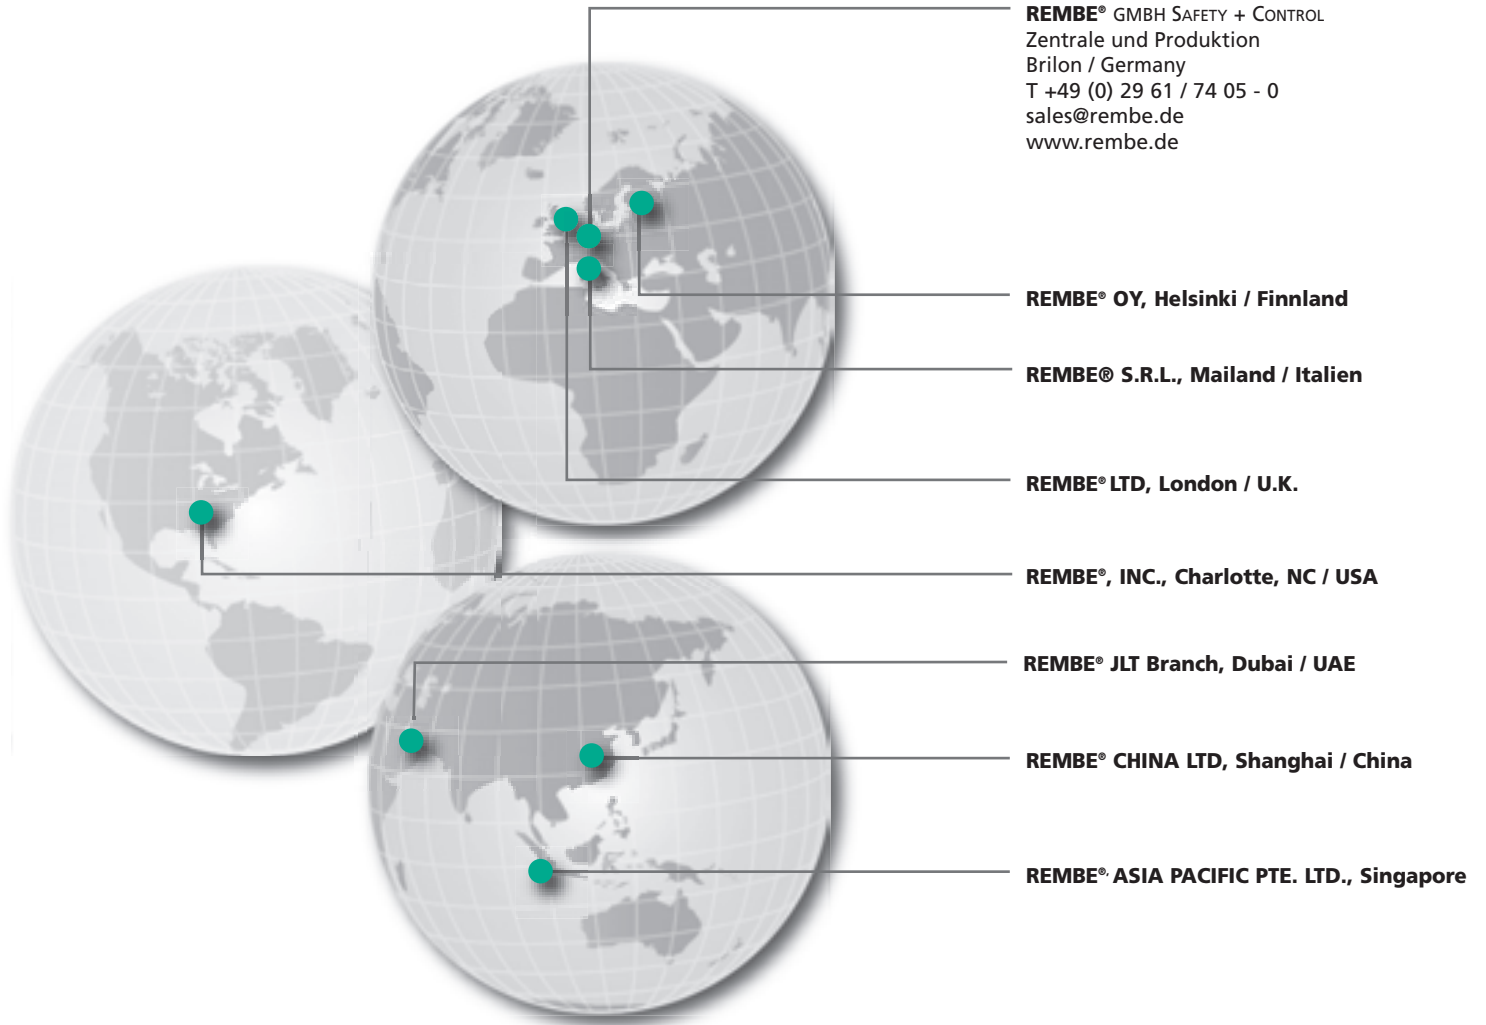 REMBE® GMBH SAFETY + CONTROL
Zentrale und Produktion
Brilon / Germany
T +49 (0) 29 61 / 74 05 - 0
sales@rembe.de
www.rembe.de
REMBE® OY, Helsinki / Finnland
REMBE® S.R.L., Mailand / Italien
REMBE® LTD, London / U.K.
REMBE®, INC., Charlotte, NC / USA
REMBE® JLT Branch, Dubai / UAE
REMBE® CHINA LTD, Shanghai / China
REMBE®, ASIA PACIFIC PTE. LTD., Singapore